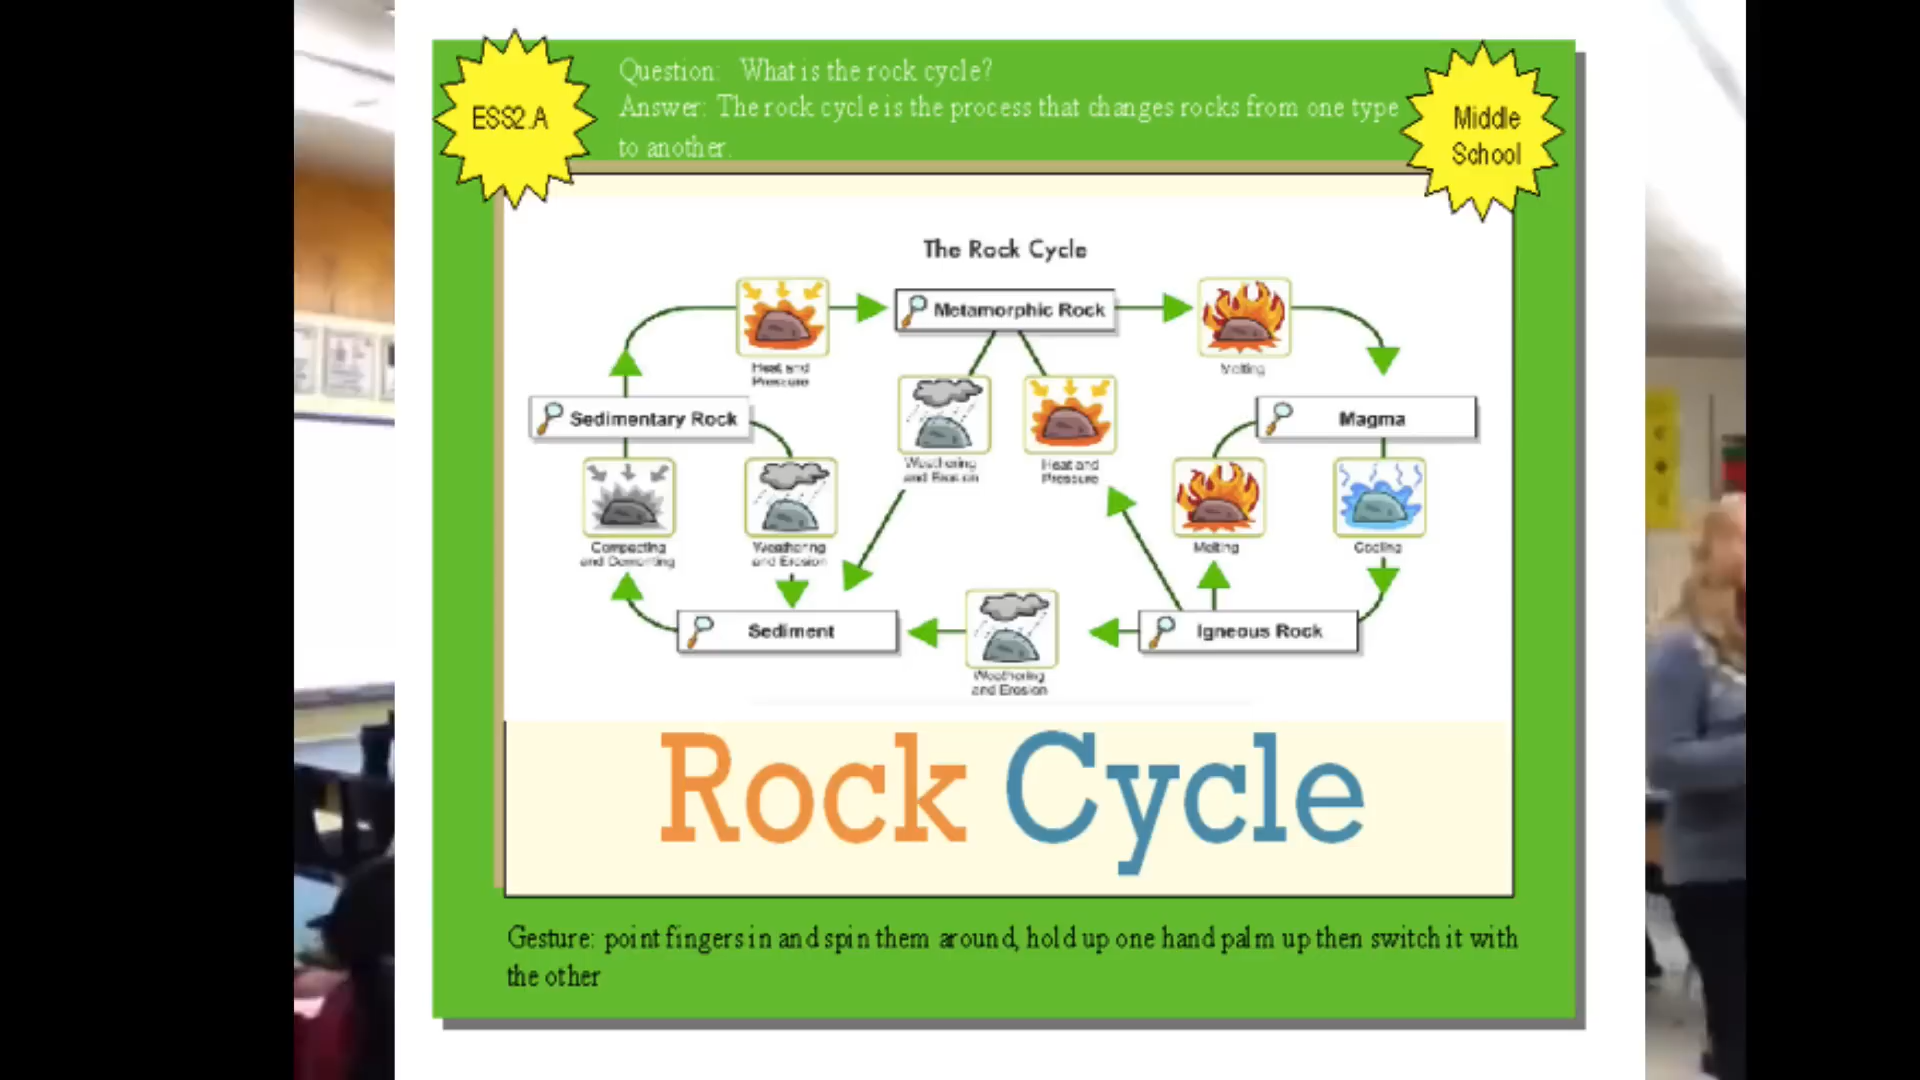 ESS2.A
Question: What is the rock cycle?
Answer: The rock cycle is the process that changes rocks from one type
to another.
Middle
School
The Rock Cycle
Heat and
Pressure
Metamorphic Rock
Melting
Sedimentary Rock
Weathering
and Erosion
Heat and
Pressure
Magma
Compacting
and Cementing
Weathering
and Erosion
Melting
Cooling
Sediment
Weathering
and Erosion
Igneous Rock
Rock Cycle
Gesture: point fingers in and spin them around, hold up one hand palm up then switch it with
the other